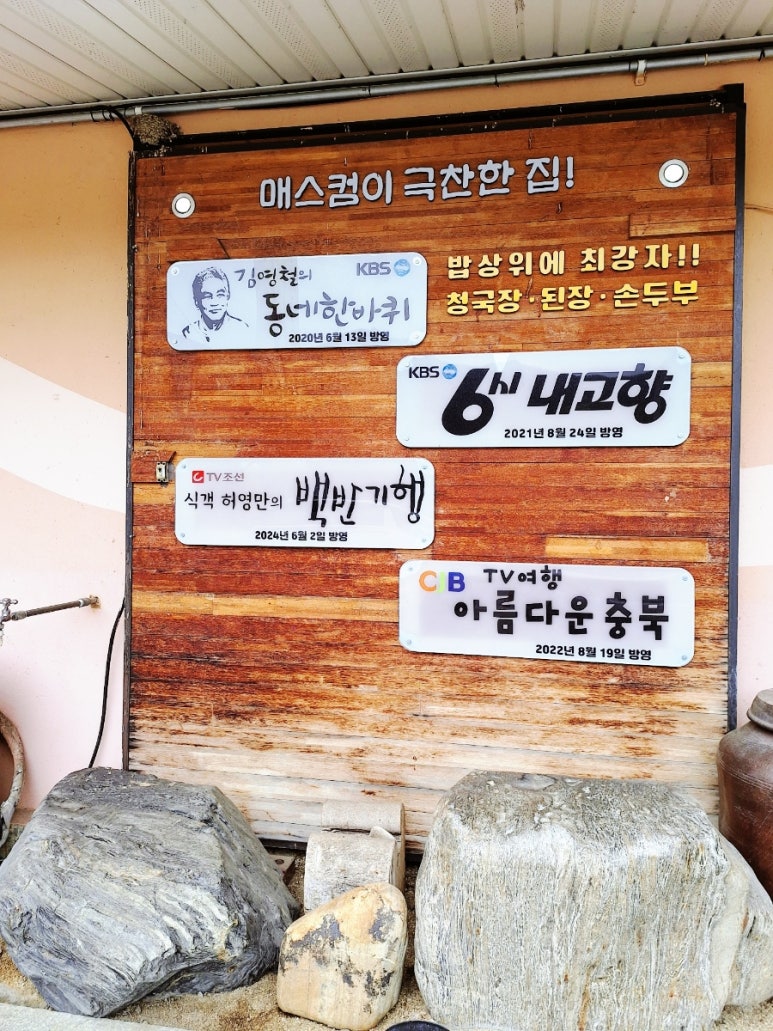 매스컴이 극찬한 집!
김영철의 KBS
동네한바퀴
2020년 6월 13일 방영
밥상위에 최강자!!
청국장·된장·손두부
KBS
6시 내고향
2021년 8월 24일 방영
TV조선
식객 허영만의 백반기행
2024년 6월 2일 방영
CJB TV여행
아름다운충북
2022년 8월 19일 방영